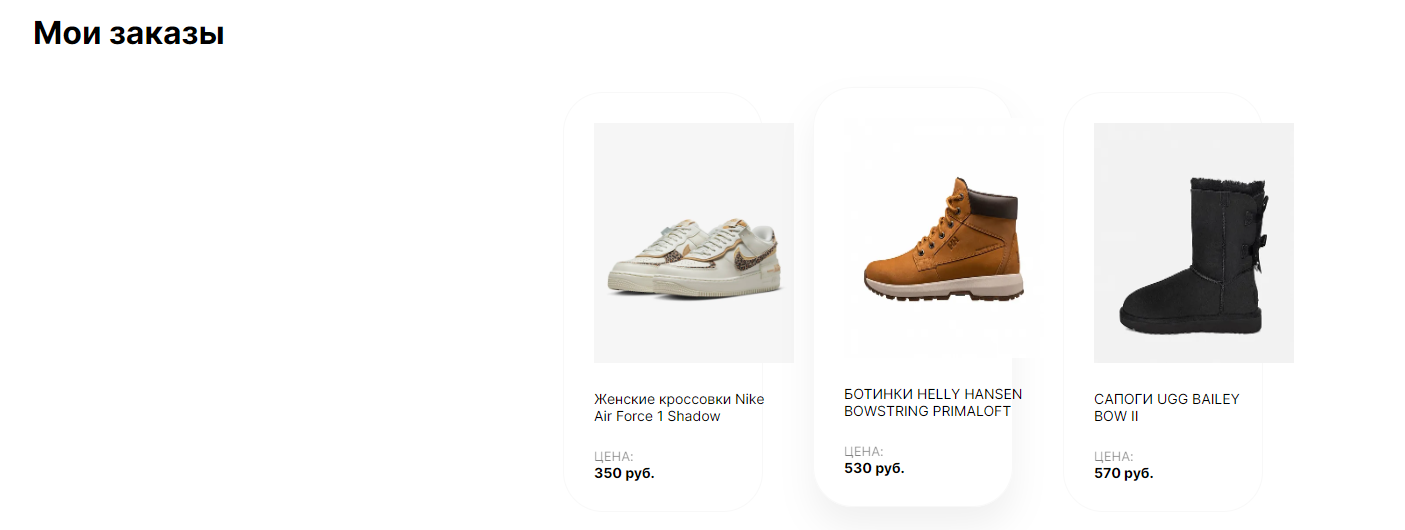 Мои заказы
Женские кроссовки Nike
Air Force 1 Shadow
ЦЕНА:
350 руб.
БОТИНКИ HELLY HANSEN
BOWSTRING PRIMALOFT
ЦЕНА:
530 руб.
САПОГИ UGG BAILEY
BOW II
ЦЕНА:
570 руб.